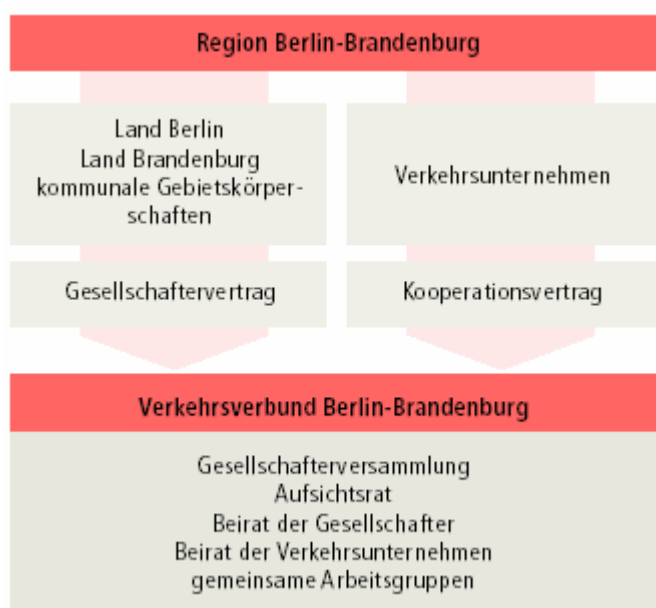 Region Berlin-Brandenburg
Land Berlin
Land Brandenburg
kommunale Gebietskörper-
schaften
Verkehrsunternehmen
Gesellschaftervertrag
Kooperationsvertrag
Verkehrsverbund Berlin-Brandenburg
Gesellschafterversammlung
Aufsichtsrat
Beirat der Gesellschafter
Beirat der Verkehrsunternehmen
gemeinsame Arbeitsgruppen